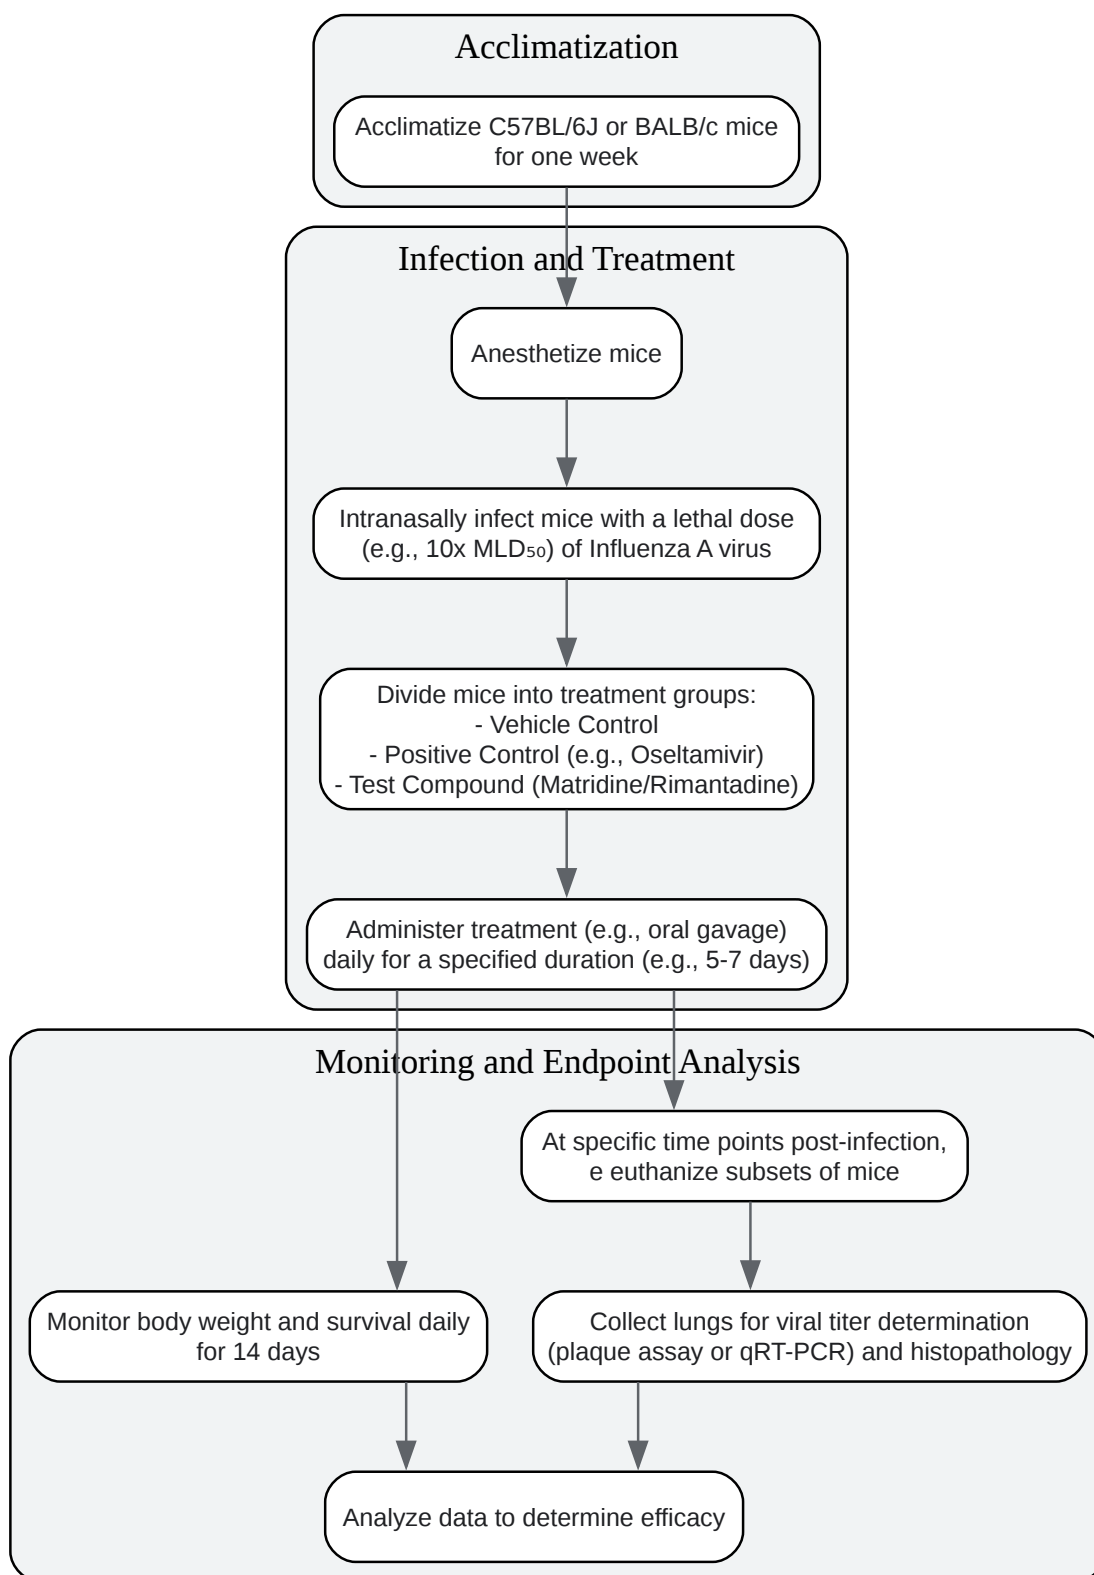 Acclimatization
Acclimatize C57BL/6J or BALB/c mice
for one week
Infection and Treatment
Anesthetize mice
Intranasally infect mice with a lethal dose
(e.g., 10x MLD₅₀) of Influenza A virus
Divide mice into treatment groups:
- Vehicle Control
- Positive Control (e.g., Oseltamivir)
- Test Compound (Matridine/Rimantadine)
Administer treatment (e.g., oral gavage)
daily for a specified duration (e.g., 5-7 days)
Monitoring and Endpoint Analysis
At specific time points post-infection,
e euthanize subsets of mice
Monitor body weight and survival daily
for 14 days
Collect lungs for viral titer determination
(plaque assay or qRT-PCR) and histopathology
Analyze data to determine efficacy